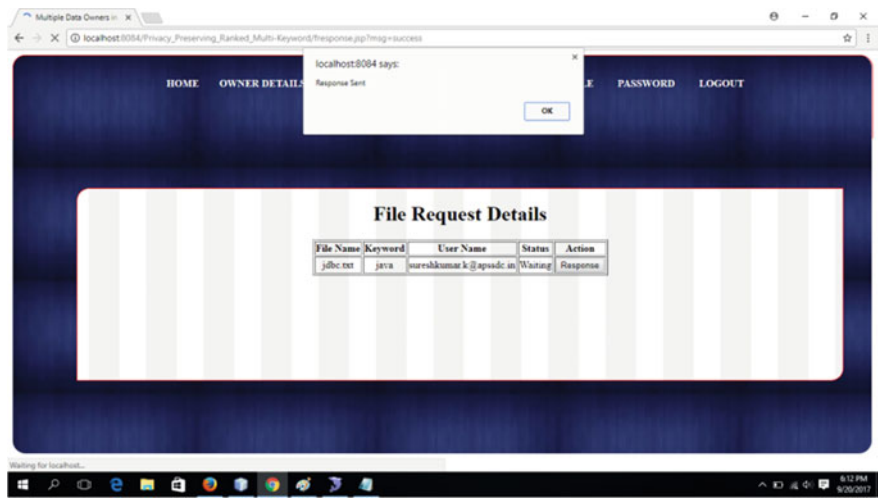 Multiple Data Owners in
localhost:8084/Privacy_Preserving_Ranked_Multi-Keyword/fresponse.jsp?msg=success
localhost:8084 says:
Response Sent
OK
HOME OWNER DETAILS LE PASSWORD LOGOUT
File Request Details
File Name Keyword User Name Status Action
jdbc.txt java sureshkumar.k@apssdc.in Waiting Response
Waiting for localhost...
6:12 PM
9/20/2017